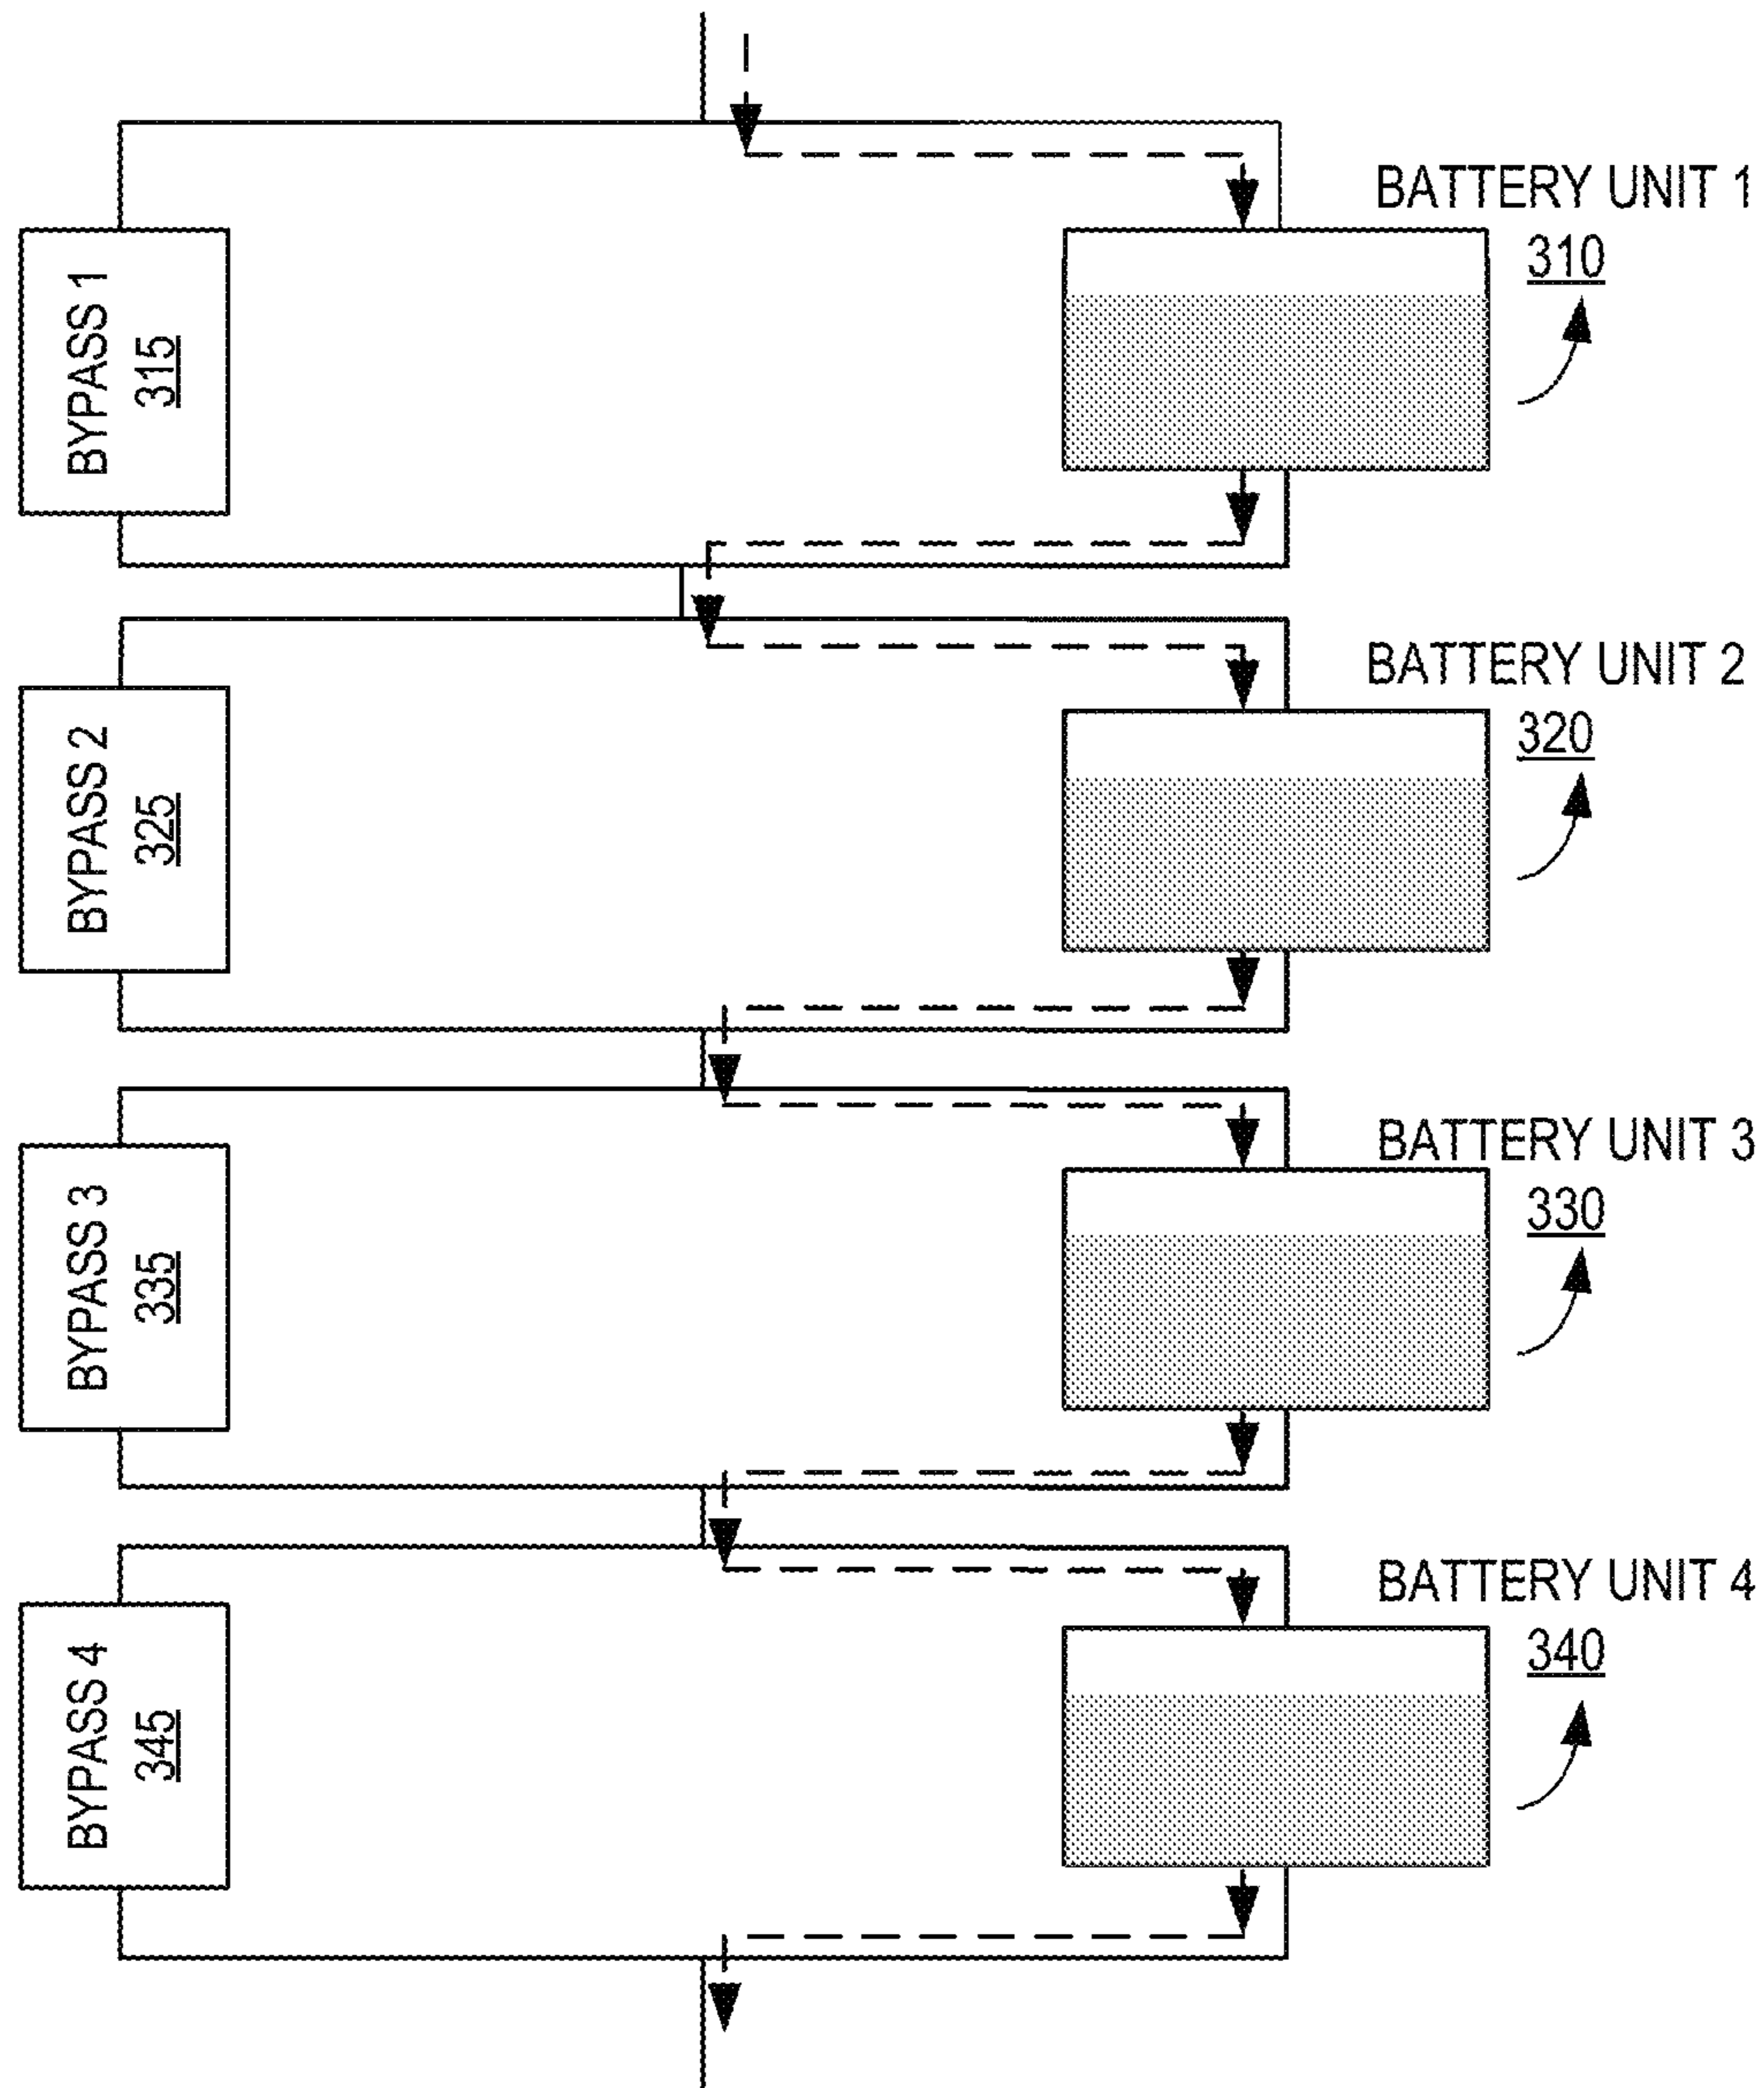 BATTERY UNIT 1
310
BYPASS 1
315
BATTERY UNIT 2
320
BYPASS 2
325
BATTERY UNIT 3
330
BYPASS 3
335
BATTERY UNIT 4
340
BYPASS 4
345